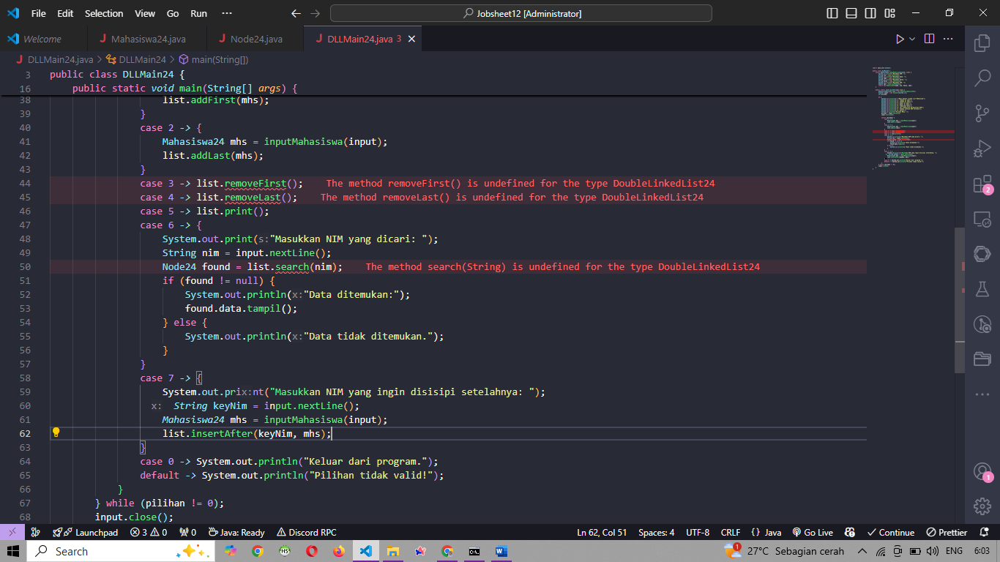 File Edit Selection View Go Run ··· Jobsheet12 [Administrator]
Welcome Mahasiswa24.java Node24.java DLLMain24.java 3
DLLMain24.java > DLLMain24 > main(String[])
3 public class DLLMain24 {
16 public static void main(String[] args) {
38 list.addFirst(mhs);
39 }
40 case 2 -> {
41 Mahasiswa24 mhs = inputMahasiswa(input);
42 list.addLast(mhs);
43 }
44 case 3 -> list.removeFirst(); The method removeFirst() is undefined for the type DoubleLinkedList24
45 case 4 -> list.removeLast(); The method removeLast() is undefined for the type DoubleLinkedList24
46 case 5 -> list.print();
47 case 6 -> {
48 System.out.print(s:"Masukkan NIM yang dicari: ");
49 String nim = input.nextLine();
50 Node24 found = list.search(nim); The method search(String) is undefined for the type DoubleLinkedList24
51 if (found != null) {
52 System.out.println(x:"Data ditemukan:");
53 found.data.tampil();
54 } else {
55 System.out.println(x:"Data tidak ditemukan.");
56 }
57 }
58 case 7 -> {
59 System.out.prix:nt("Masukkan NIM yang ingin disisipi setelahnya: ");
60 x: String keyNim = input.nextLine();
61 Mahasiswa24 mhs = inputMahasiswa(input);
62 list.insertAfter(keyNim, mhs);
63 }
64 case 0 -> System.out.println("Keluar dari program.");
65 default -> System.out.println("Pilihan tidak valid!");
66 }
67 } while (pilihan != 0);
68 input.close();
2
1
Launchpad 3 0 0 Java: Ready Discord RPC Ln 62, Col 51 Spaces: 4 UTF-8 CRLF {} Java Go Live Continue Prettier
Search 1 27°C Sebagian cerah ENG 6:03